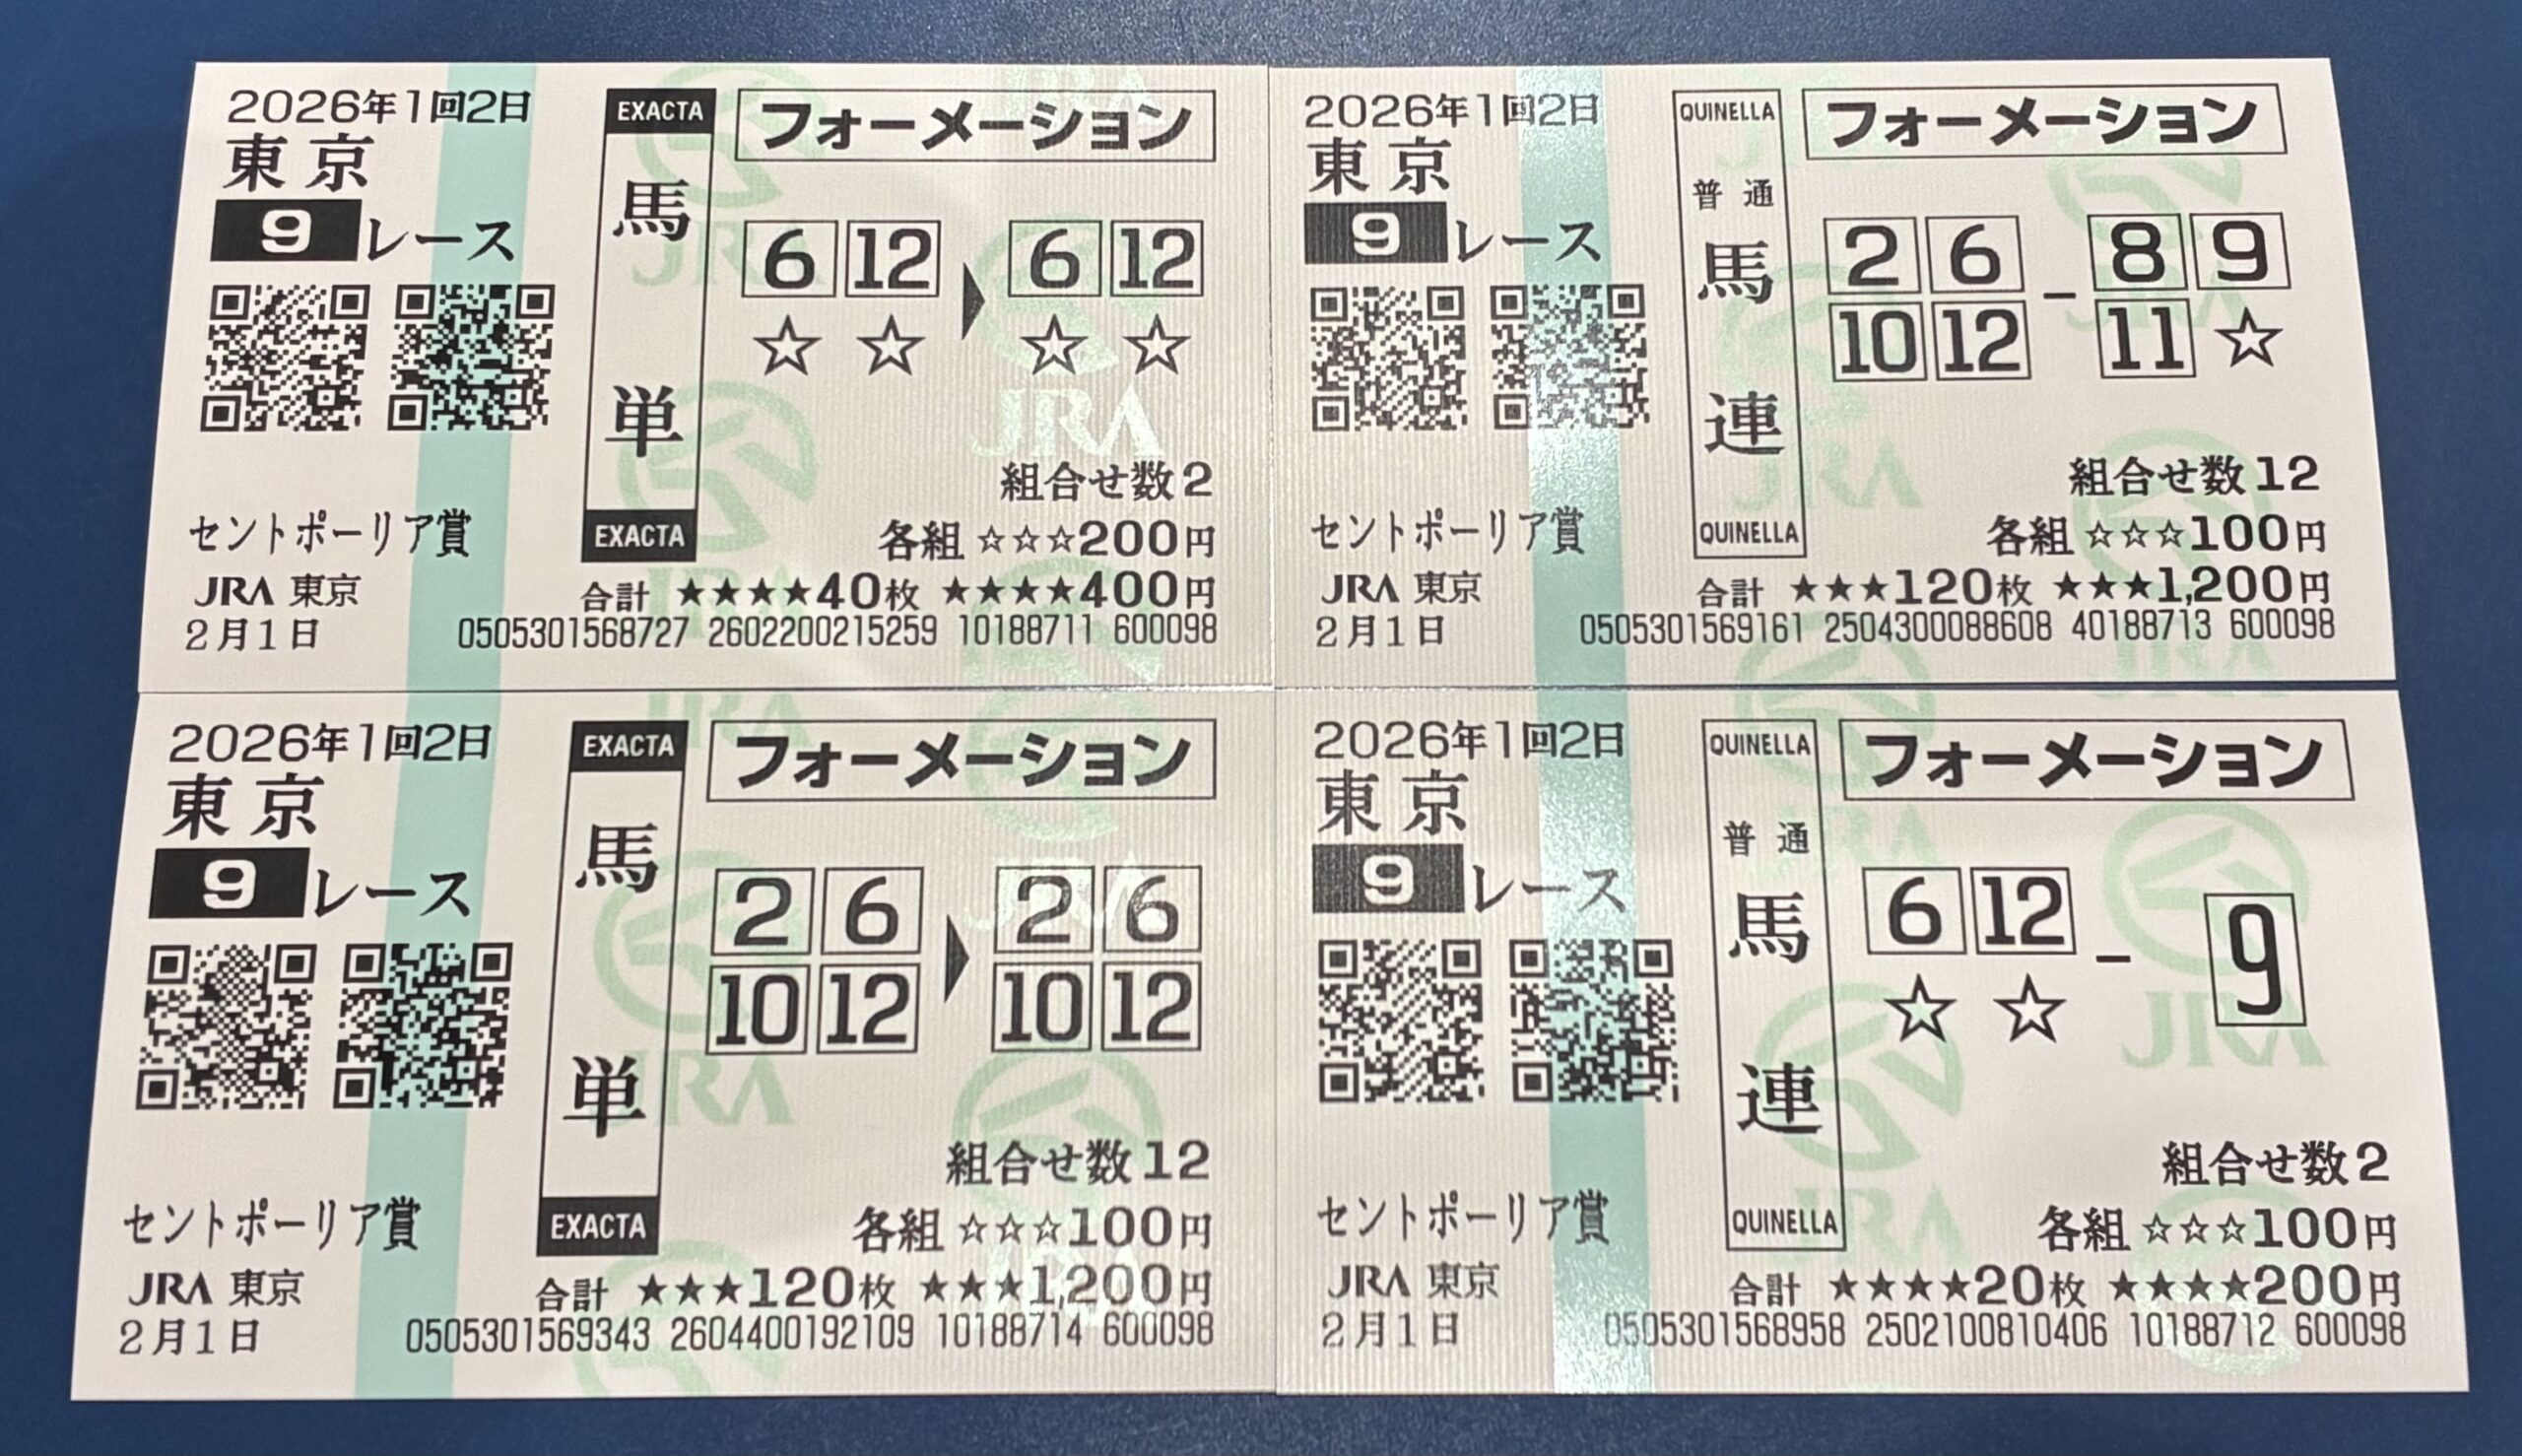 2026年1回2日
東京
9レース
セントポーリア賞
JRA 東京
2月1日
EXACTA
馬単
EXACTA
フォーメーション
6 12 ▶ 6 12
☆ ☆ ☆ ☆
組合せ数2
各組 ☆☆☆200円
合計 ★★★★40枚 ★★★★400円
0505301568727 2602200215259 10188711 600098
2026年1回2日
東京
9レース
セントポーリア賞
JRA 東京
2月1日
QUINELLA
普通
馬連
QUINELLA
フォーメーション
2 6 - 8 9
10 12 11 ☆
組合せ数12
各組 ☆☆☆100円
合計 ★★★120枚 ★★★1,200円
0505301569161 2504300088608 40188713 600098
2026年1回2日
東京
9レース
セントポーリア賞
JRA 東京
2月1日
EXACTA
馬単
EXACTA
フォーメーション
2 6 ▶ 2 6
10 12 10 12
組合せ数12
各組 ☆☆☆100円
合計 ★★★120枚 ★★★1,200円
0505301569343 2604400192109 10188714 600098
2026年1回2日
東京
9レース
セントポーリア賞
JRA 東京
2月1日
QUINELLA
普通
馬連
QUINELLA
フォーメーション
6 12 - 9
☆ ☆
組合せ数2
各組 ☆☆☆100円
合計 ★★★★20枚 ★★★★200円
0505301568958 2502100810406 10188712 600098